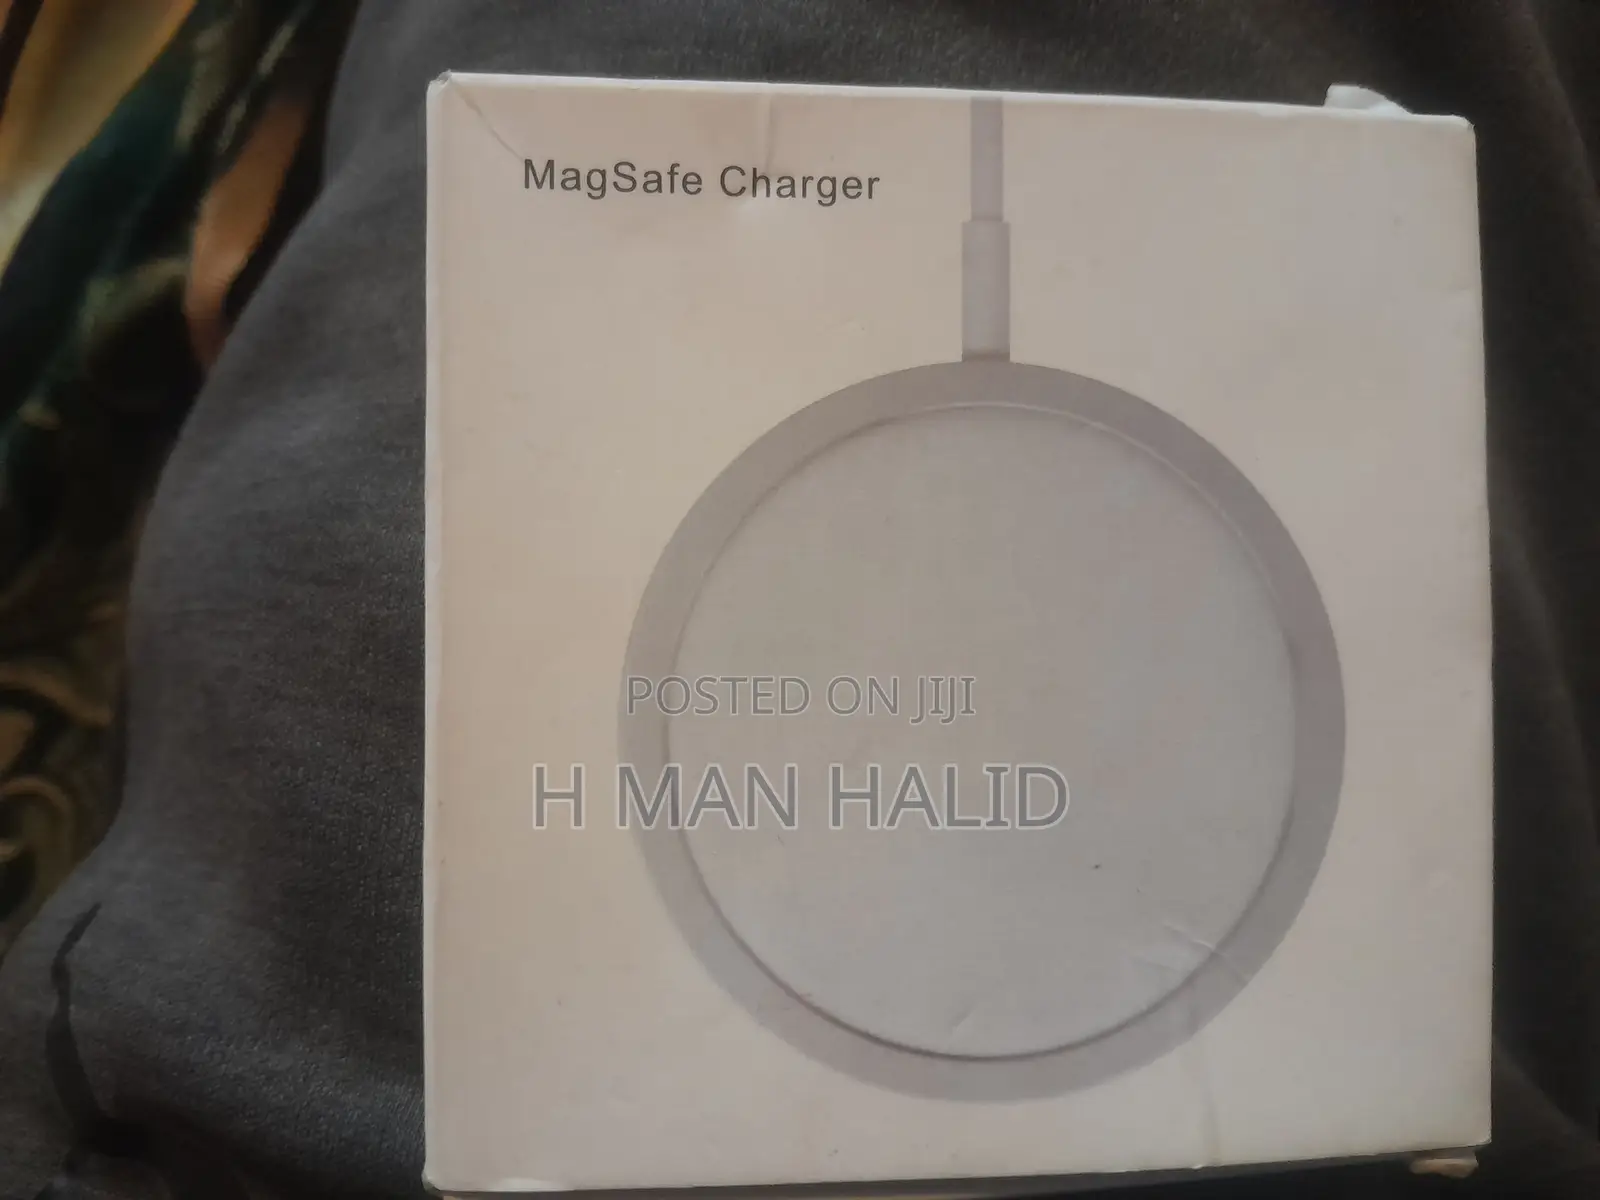 MagSafe Charger
POSTED ON JIJI
H MAN HALID